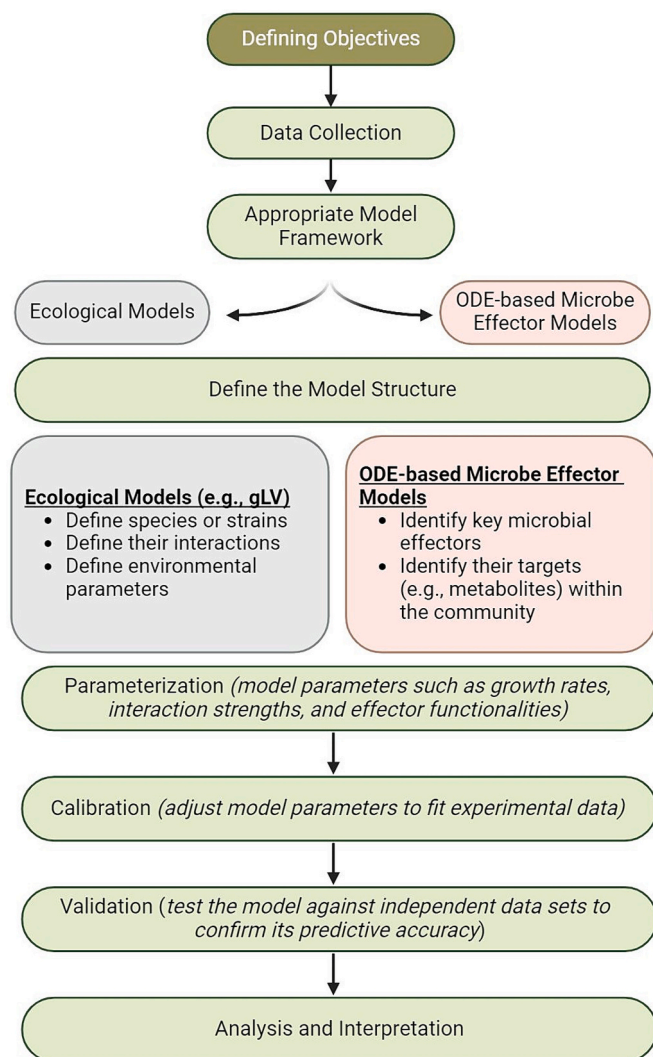 Defining Objectives
Data Collection
Appropriate Model
Framework
Ecological Models
ODE-based Microbe
Effector Models
Define the Model Structure
Ecological Models (e.g., gLV)
• Define species or strains
• Define their interactions
• Define environmental
parameters
ODE-based Microbe Effector
Models
• Identify key microbial
effectors
• Identify their targets
(e.g., metabolites) within
the community
Parameterization (model parameters such as growth rates,
interaction strengths, and effector functionalities)
Calibration (adjust model parameters to fit experimental data)
Validation (test the model against independent data sets to
confirm its predictive accuracy)
Analysis and Interpretation